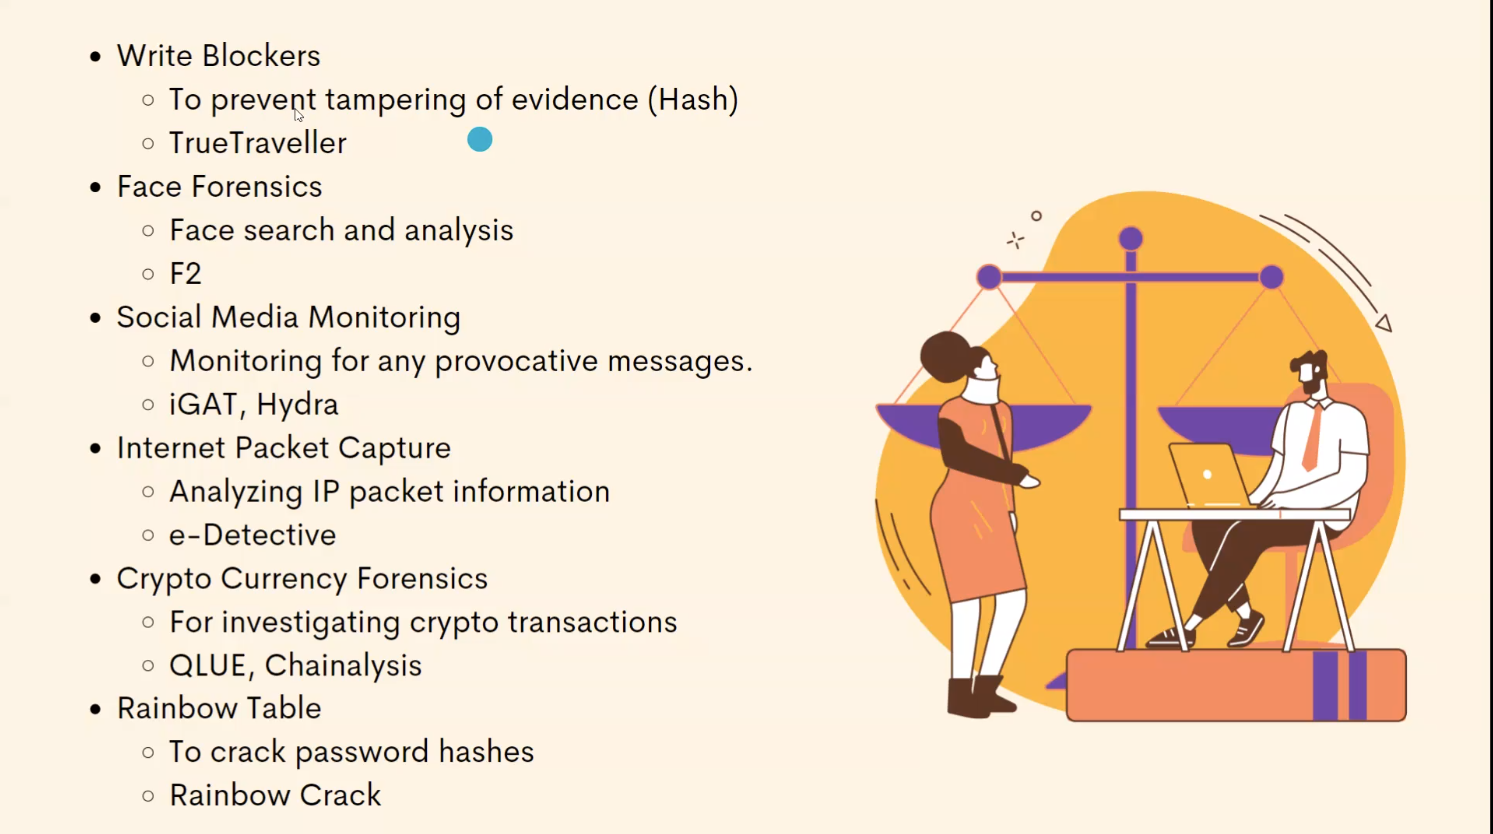 Write Blockers
To prevent tampering of evidence (Hash)
TrueTraveller
Face Forensics
Face search and analysis
F2
Social Media Monitoring
Monitoring for any provocative messages.
iGAT, Hydra
Internet Packet Capture
Analyzing IP packet information
e-Detective
Crypto Currency Forensics
For investigating crypto transactions
QLUE, Chainalysis
Rainbow Table
To crack password hashes
Rainbow Crack